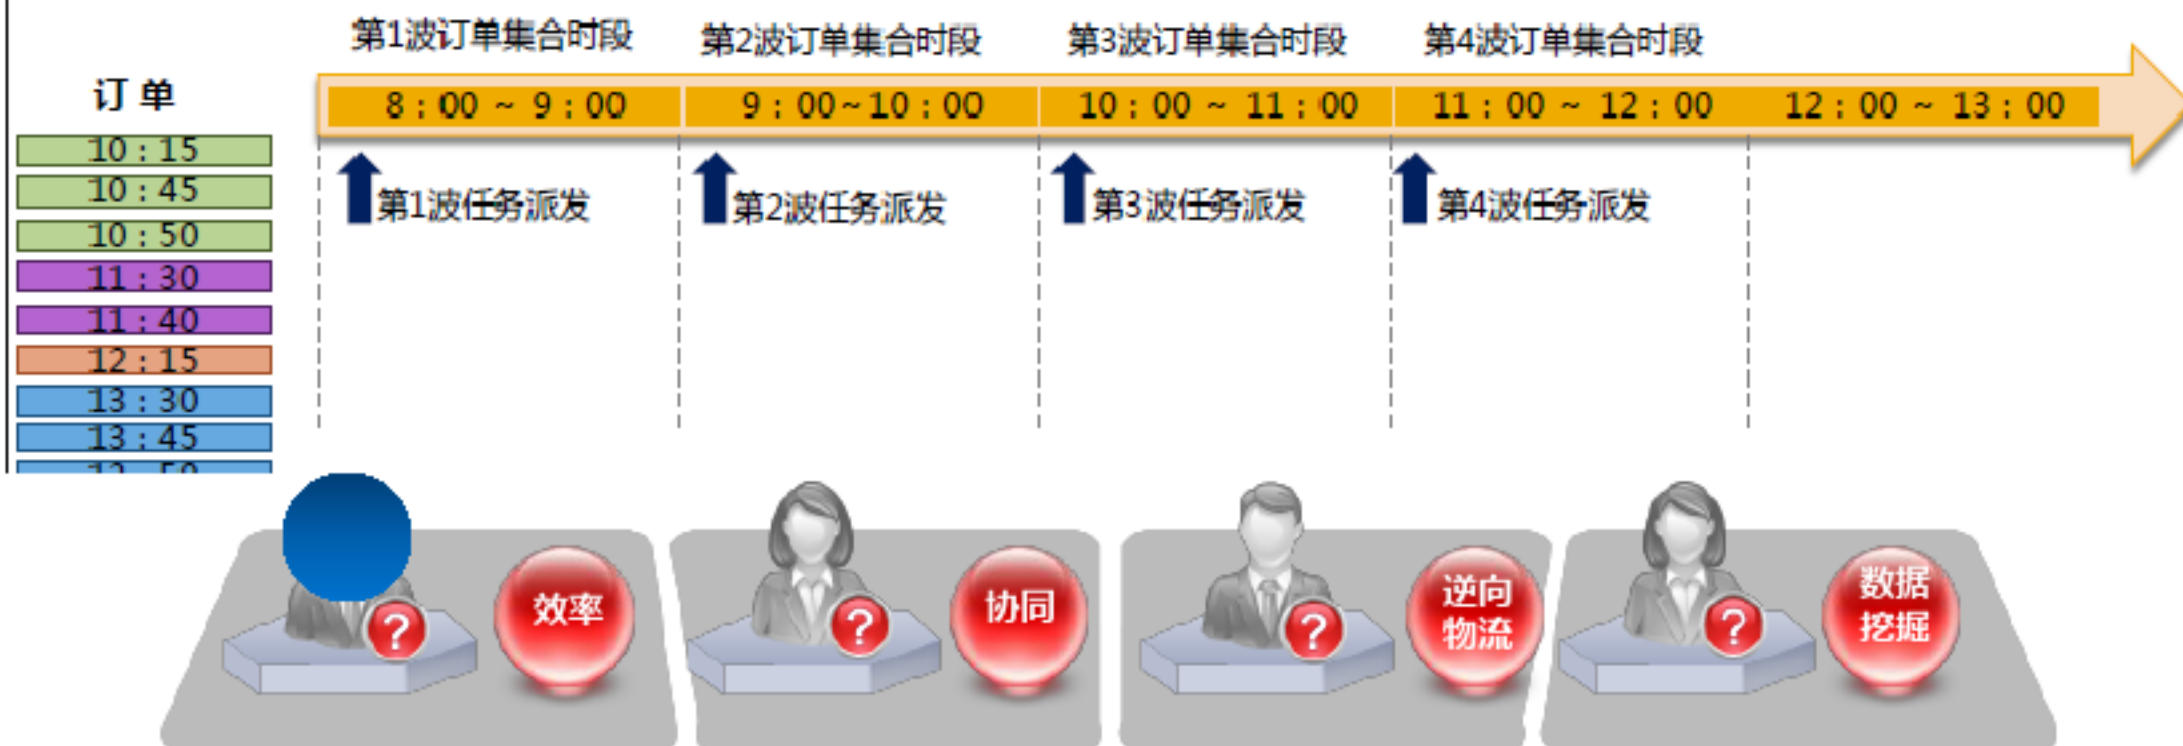 第1波订单集合时段
第2波订单集合时段
第3波订单集合时段
第4波订单集合时段
订 单
8：00 ~ 9：00
9：00~10：00
10：00 ~ 11：00
11：00 ~ 12：00
12：00 ~ 13：00
10：15
10：45
10：50
11：30
11：40
12：15
13：30
13：45
第1波任务派发
第2波任务派发
第3波任务派发
第4波任务派发
?
效率
?
协同
?
逆向
物流
?
数据
挖掘